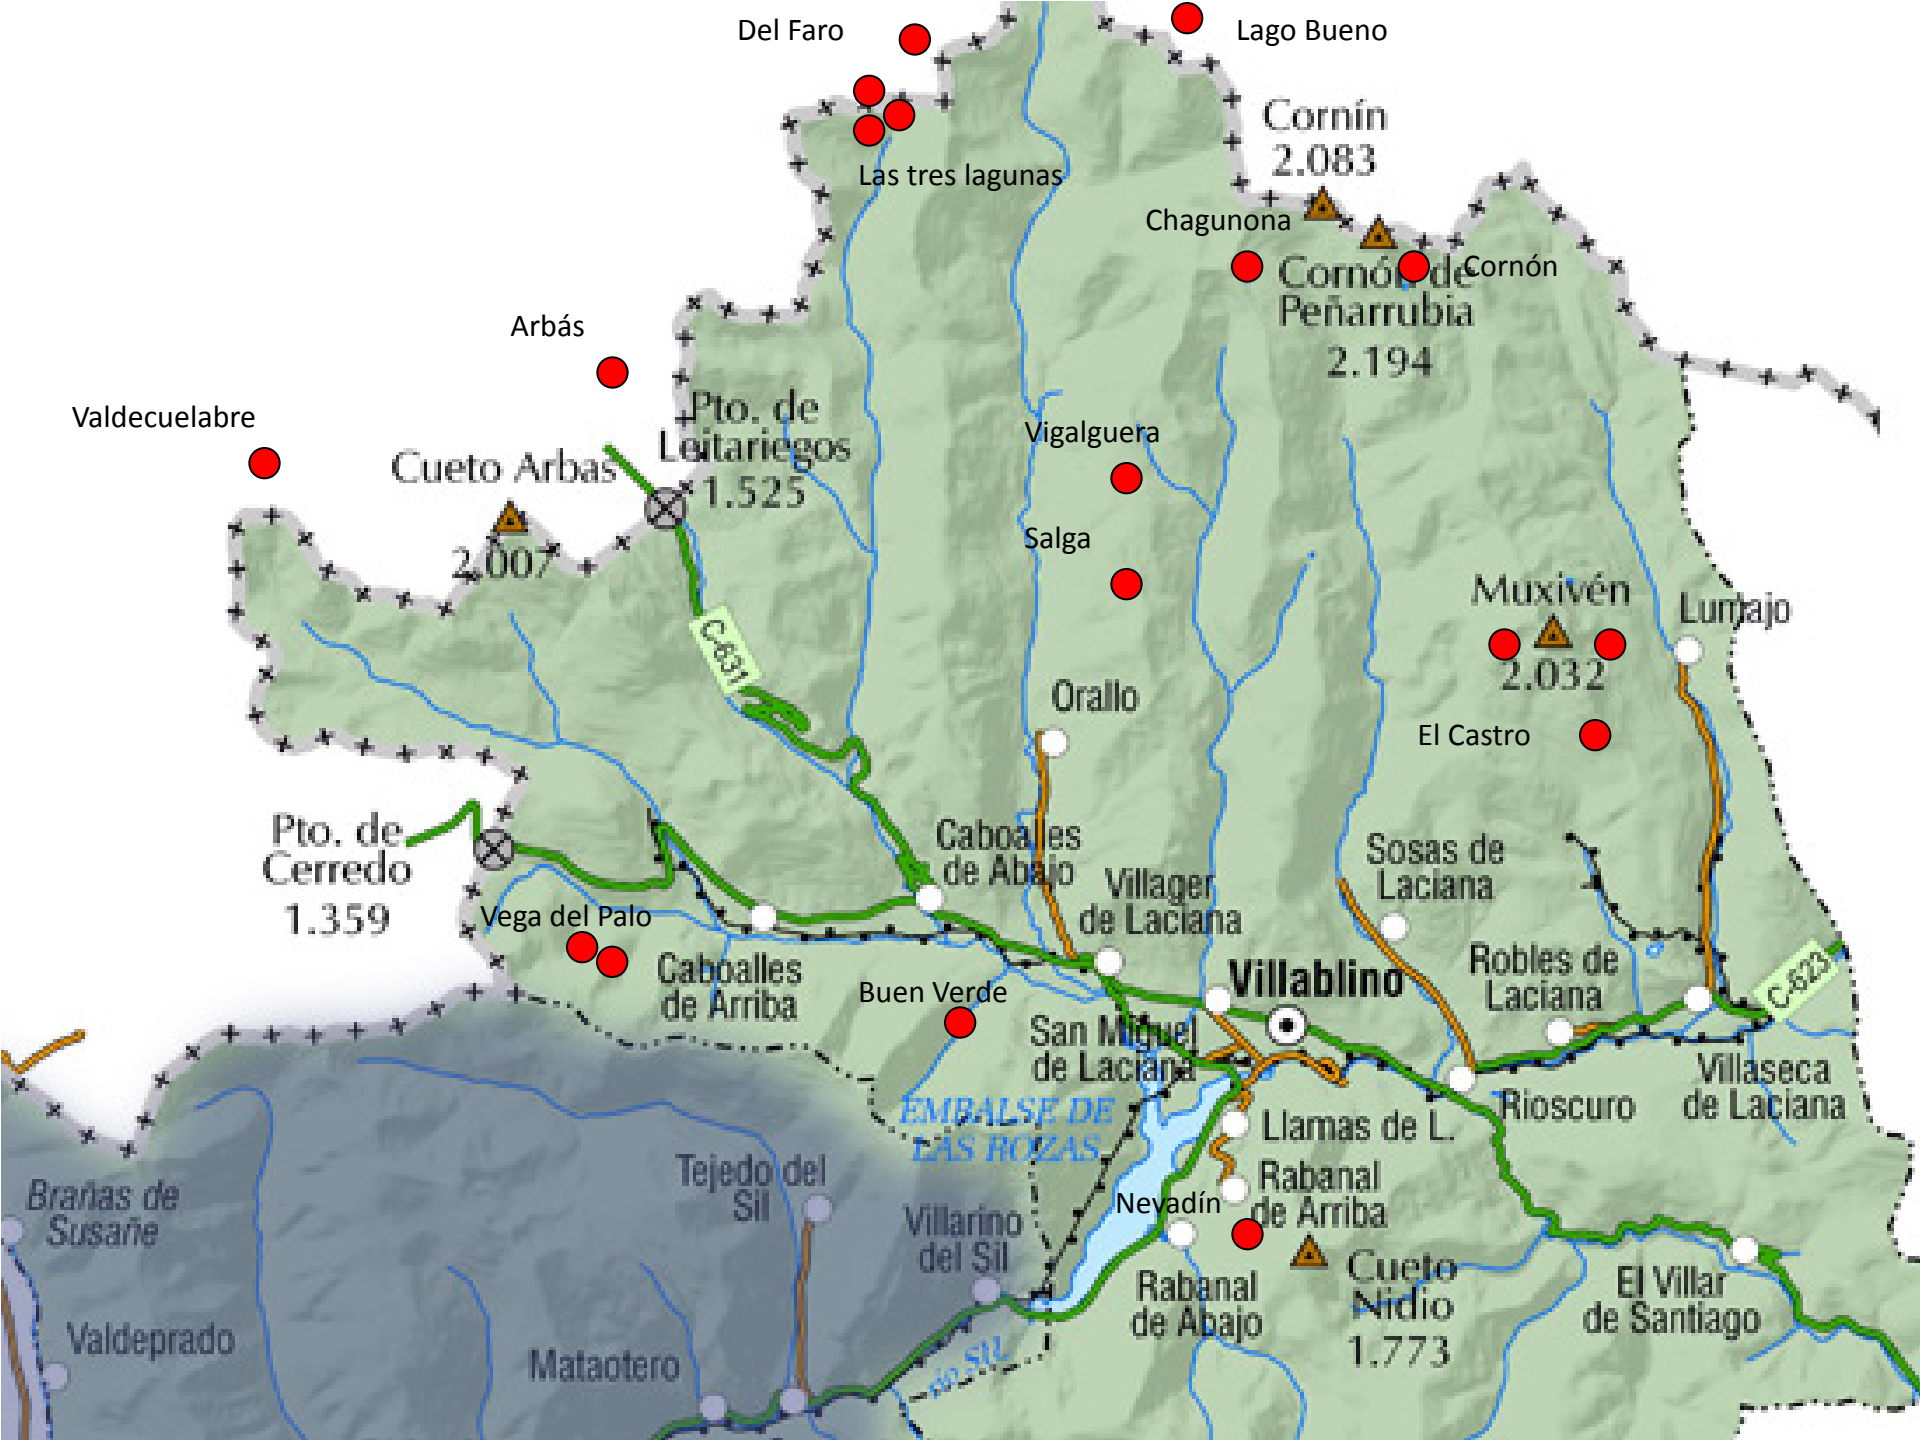 Del Faro
Lago Bueno
Cornín
2.083
Las tres lagunas
Chagunona
Cornón de
Peñarrubia
2.194
Cornón
Arbás
Valdecuelabre
Pto. de
Leitariegos
1.525
Cueto Arbas
2.007
Vigalguera
Salga
C-631
Muxivén
2.032
Lumajo
Orallo
El Castro
Pto. de
Cerredo
1.359
Caboalles
de Abajo
Villager
de Laciana
Sosas de
Laciana
Vega del Palo
Caboalles
de Arriba
Buen Verde
Villablino
Robles de
Laciana
C-623
San Miguel
de Laciana
Villaseca
de Laciana
Rioscuro
EMBALSE DE
LAS ROZAS
Llamas de L.
Brañas de
Susañe
Tejedo del
Sil
Villarino
del Sil
Nevadín
Rabanal
de Arriba
Rabanal
de Abajo
Cueto
Nidio
1.773
El Villar
de Santiago
Valdeprado
Mataotero
río SIL